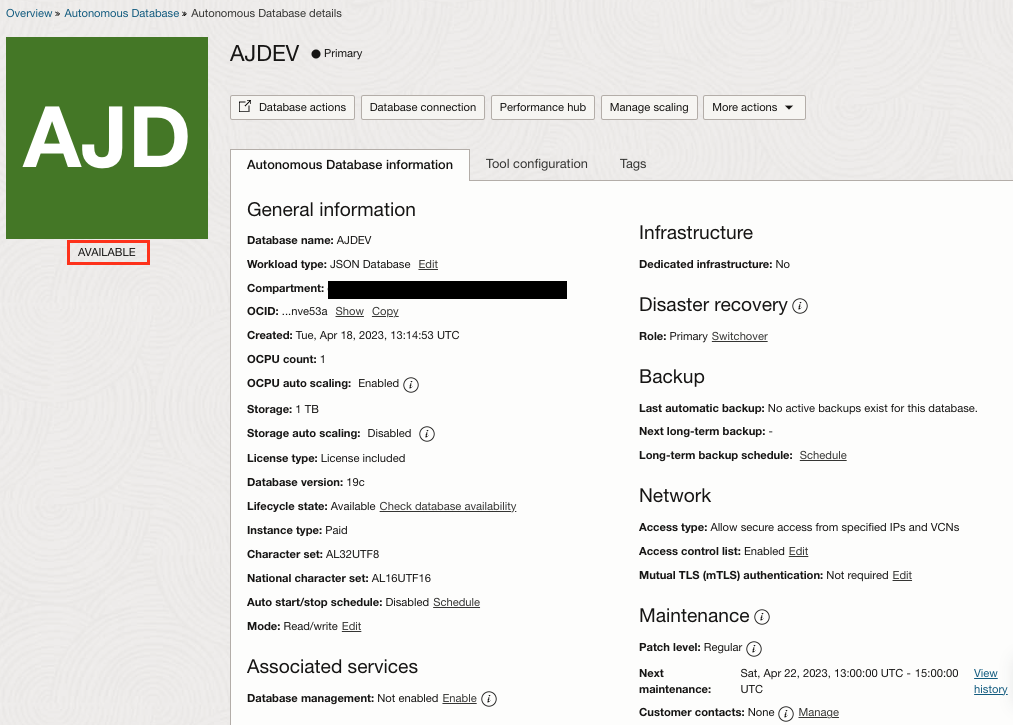 Overview » Autonomous Database » Autonomous Database details
AJD
AVAILABLE
AJDEV Primary
Database actions Database connection Performance hub Manage scaling More actions
Autonomous Database information Tool configuration Tags
General information
Database name: AJDEV
Workload type: JSON Database Edit
Compartment:
OCID: ...nve53a Show Copy
Created: Tue, Apr 18, 2023, 13:14:53 UTC
OCPU count: 1
OCPU auto scaling: Enabled i
Storage: 1 TB
Storage auto scaling: Disabled i
License type: License included
Database version: 19c
Lifecycle state: Available Check database availability
Instance type: Paid
Character set: AL32UTF8
National character set: AL16UTF16
Auto start/stop schedule: Disabled Schedule
Mode: Read/write Edit
Associated services
Database management: Not enabled Enable i
Infrastructure
Dedicated infrastructure: No
Disaster recovery i
Role: Primary Switchover
Backup
Last automatic backup: No active backups exist for this database.
Next long-term backup: -
Long-term backup schedule: Schedule
Network
Access type: Allow secure access from specified IPs and VCNs
Access control list: Enabled Edit
Mutual TLS (mTLS) authentication: Not required Edit
Maintenance i
Patch level: Regular i
Next Sat, Apr 22, 2023, 13:00:00 UTC - 15:00:00 View
maintenance: UTC history
Customer contacts: None i Manage